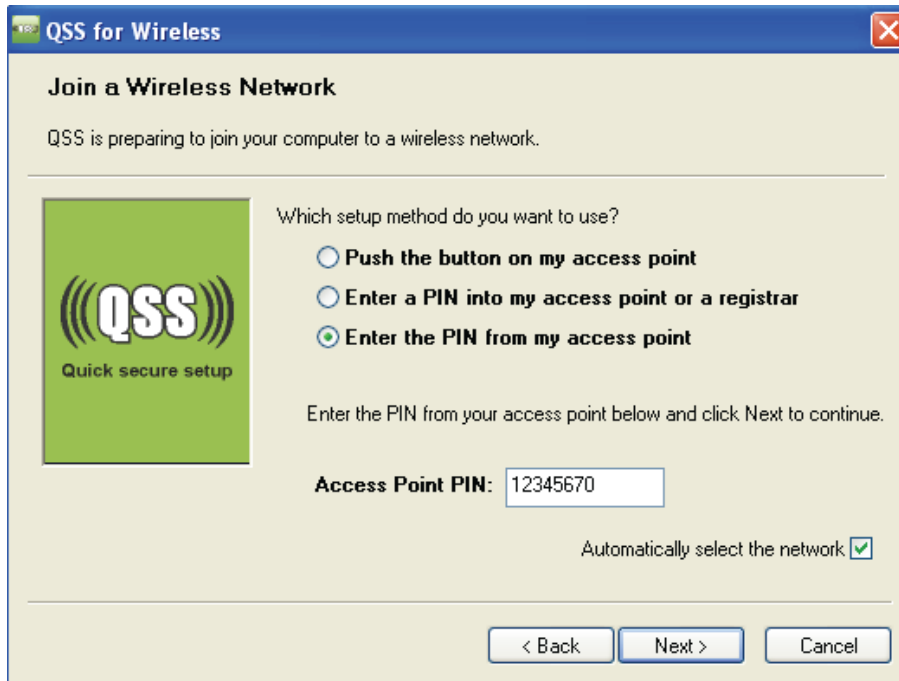 QSS for Wireless
Join a Wireless Network
QSS is preparing to join your computer to a wireless network.
QSS
Quick secure setup
Which setup method do you want to use?
Push the button on my access point
Enter a PIN into my access point or a registrar
Enter the PIN from my access point
Enter the PIN from your access point below and click Next to continue.
Access Point PIN: 12345670
Automatically select the network
< Back Next > Cancel